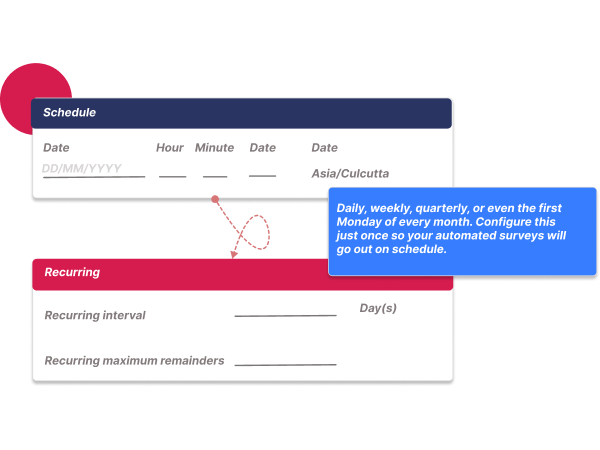 Schedule
Date Hour Minute Date Date
DD/MM/YYYY
Asia/Culcutta
Daily, weekly, quarterly, or even the first
Monday of every month. Configure this
just once so your automated surveys will
go out on schedule.
Recurring
Recurring interval Day(s)
Recurring maximum remainders